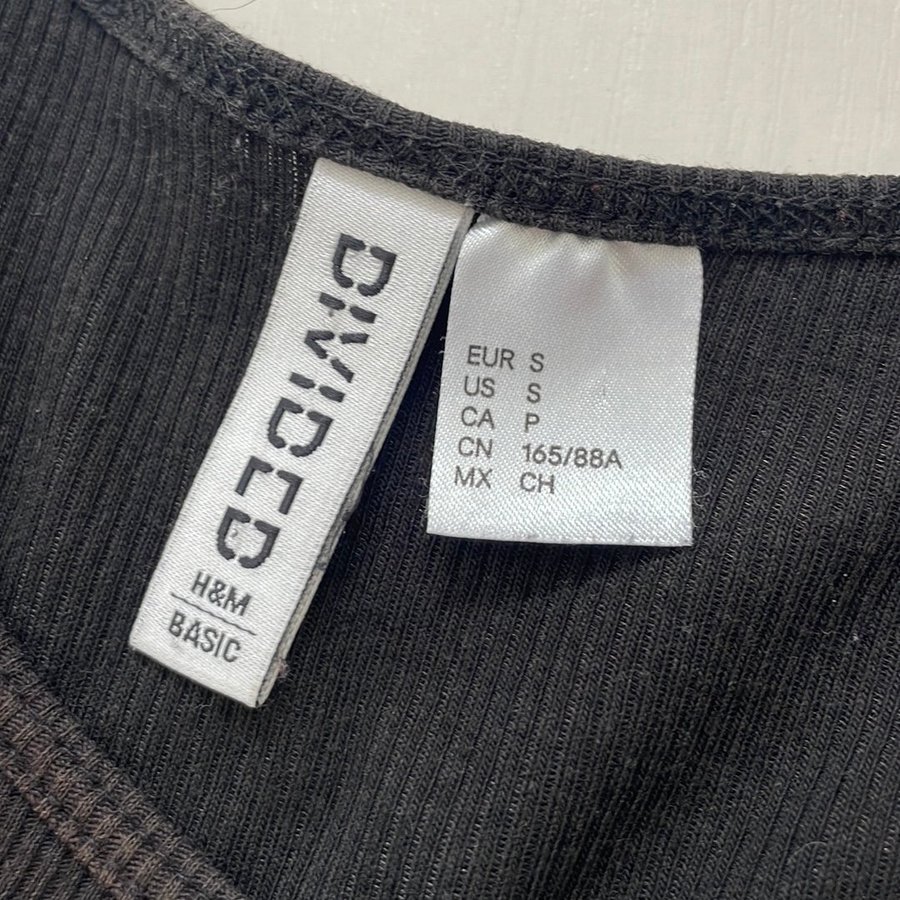 DIVIDED
H&M
BASIC
EUR S
US S
CA P
CN 165/88A
MX CH